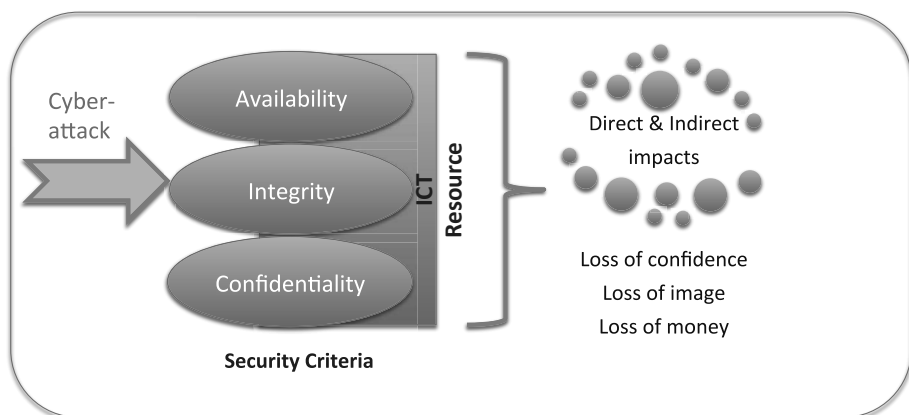 Cyber-
attack
Availability
Integrity
Confidentiality
ICT
Resource
Security Criteria
Direct & Indirect
impacts
Loss of confidence
Loss of image
Loss of money